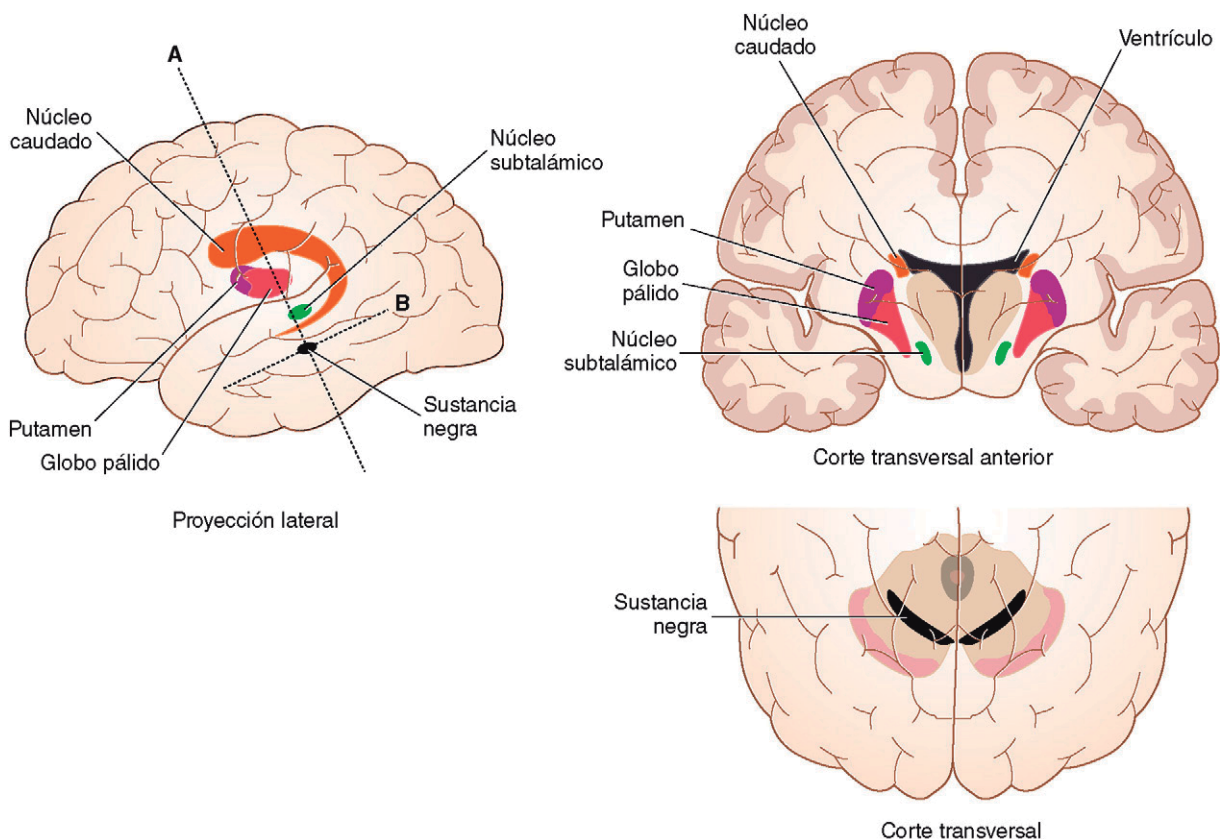 A
Núcleo
caudado
Núcleo
subtalámico
B
Putamen
Globo pálido
Sustancia
negra
Proyección lateral
Núcleo
caudado
Ventrículo
Putamen
Globo
pálido
Núcleo
subtalámico
Corte transversal anterior
Sustancia
negra
Corte transversal